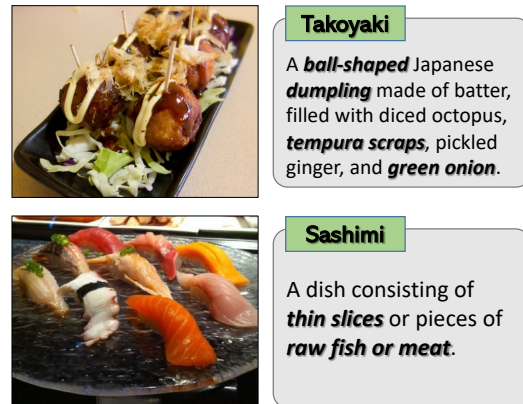 Takoyaki
A ball-shaped Japanese
dumpling made of batter,
filled with diced octopus,
tempura scraps, pickled
ginger, and green onion.
Sashimi
A dish consisting of
thin slices or pieces of
raw fish or meat.